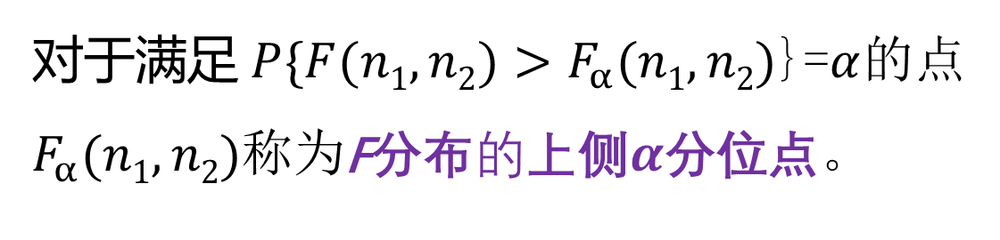 对于满足 P{F(n₁,n₂) > F_α(n₁,n₂)}=α的点
F_α(n₁,n₂)称为F分布的上侧α分位点。